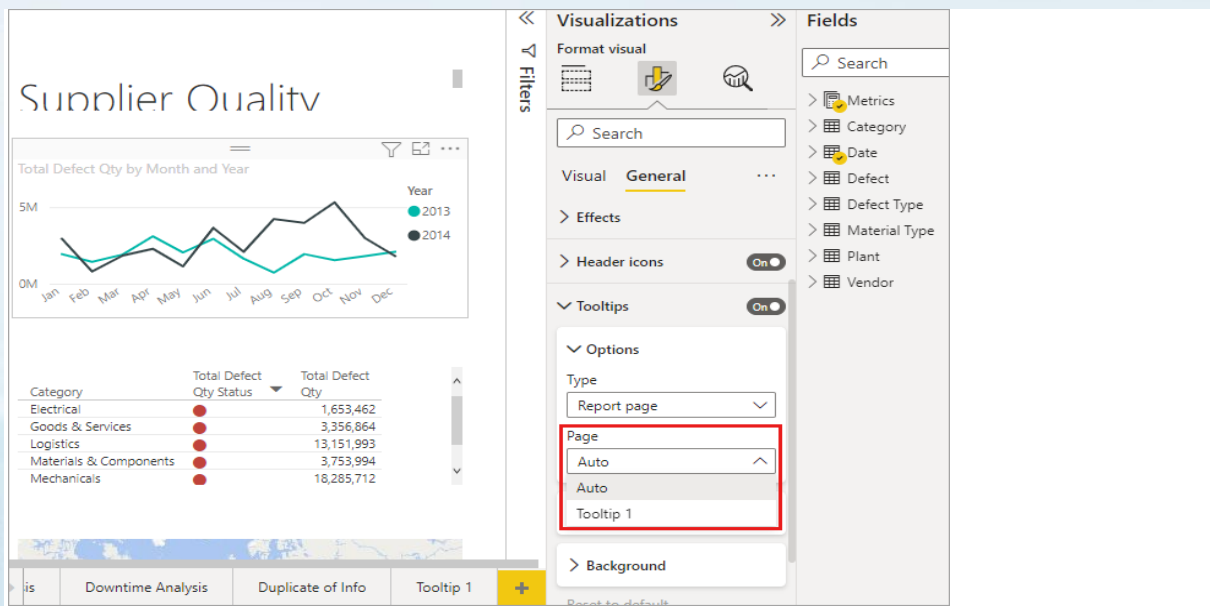 Supplier Quality
Total Defect Qty by Month and Year
5M
0M
Jan Feb Mar Apr May Jun Jul Aug Sep Oct Nov Dec
Year
2013
2014
Category Total Defect Qty Status Total Defect Qty
Electrical 1,653,462
Goods & Services 3,356,864
Logistics 13,151,993
Materials & Components 3,753,994
Mechanicals 18,285,712
is Downtime Analysis Duplicate of Info Tooltip 1 +
Filters
Visualizations
Format visual
Search
Visual General
Effects
Header icons On
Tooltips On
Options
Type
Report page
Page
Auto
Auto
Tooltip 1
Background
Reset to default
Fields
Search
Metrics
Category
Date
Defect
Defect Type
Material Type
Plant
Vendor